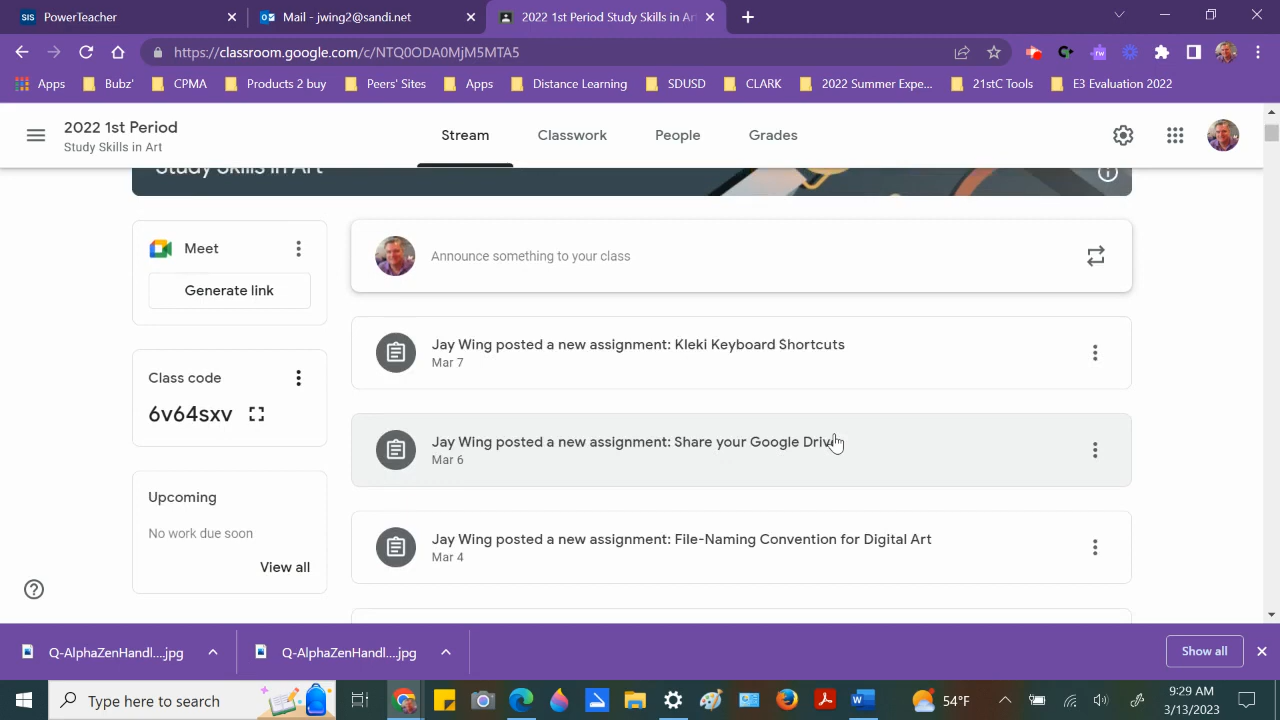 SIS PowerTeacher
Mail - jwing2@sandi.net
2022 1st Period Study Skills in Ar
https://classroom.google.com/c/NTQ0ODA0MjM5MTA5
Apps
Bubz'
CPMA
Products 2 buy
Peers' Sites
Apps
Distance Learning
SDUSD
CLARK
2022 Summer Expe...
21stC Tools
E3 Evaluation 2022
2022 1st Period
Study Skills in Art
Stream
Classwork
People
Grades
Study Skills in Art
Meet
Generate link
Class code
6v64sxv
Upcoming
No work due soon
View all
Announce something to your class
Jay Wing posted a new assignment: Kleki Keyboard Shortcuts
Mar 7
Jay Wing posted a new assignment: Share your Google Drive
Mar 6
Jay Wing posted a new assignment: File-Naming Convention for Digital Art
Mar 4
Q-AlphaZenHandl....jpg
Q-AlphaZenHandl....jpg
Show all
Type here to search
54°F
9:29 AM
3/13/2023